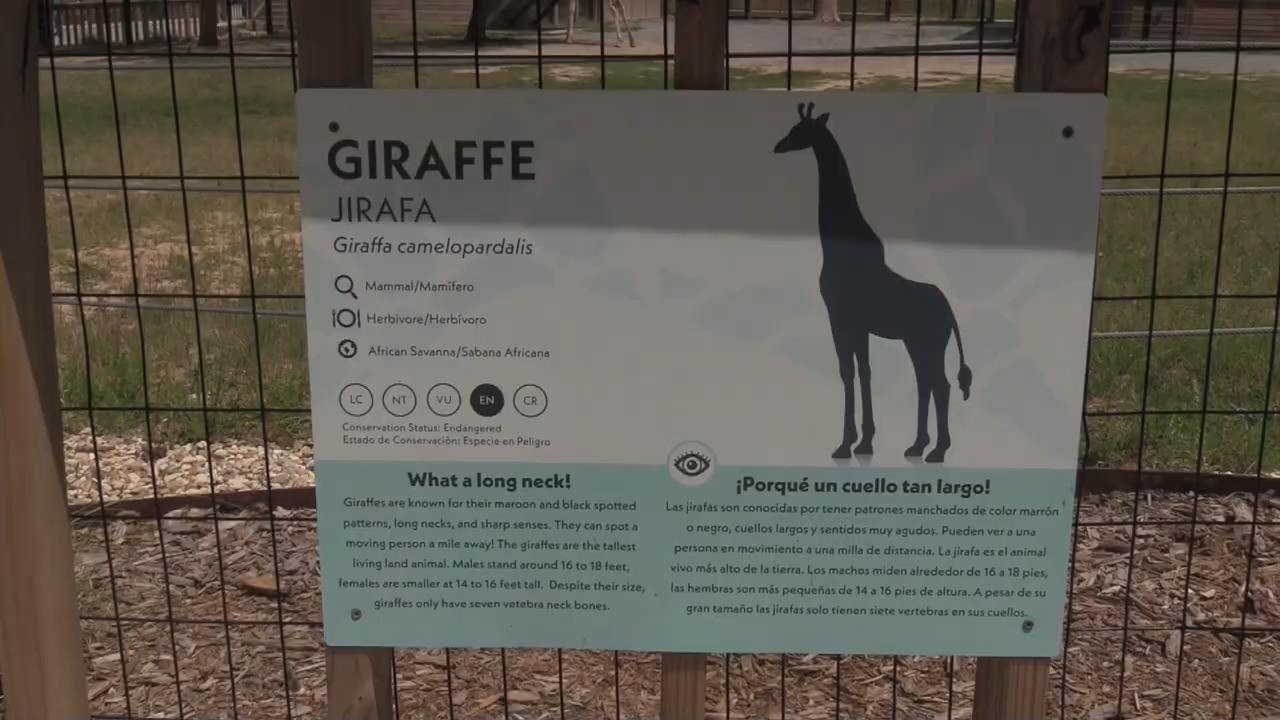 GIRAFFE
JIRAFA
Giraffa camelopardalis
Mammal/Mamífero
Herbivore/Herbívoro
African Savanna/Sabana Africana
LC NT VU EN CR
Conservation Status: Endangered
Estado de Conservación: Especie en Peligro
What a long neck!
Giraffes are known for their maroon and black spotted
patterns, long necks, and sharp senses. They can spot a
moving person a mile away! The giraffes are the tallest
living land animal. Males stand around 16 to 18 feet,
females are smaller at 14 to 16 feet tall. Despite their size,
giraffes only have seven vetebra neck bones.
¡Porqué un cuello tan largo!
Las jirafas son conocidas por tener patrones manchados de color marrón
o negro, cuellos largos y sentidos muy agudos. Pueden ver a una
persona en movimiento a una milla de distancia. La jirafa es el animal
vivo más alto de la tierra. Los machos miden alrededor de 16 a 18 pies,
las hembras son más pequeñas de 14 a 16 pies de altura. A pesar de su
gran tamaño las jirafas solo tienen siete vertebras en sus cuellos.